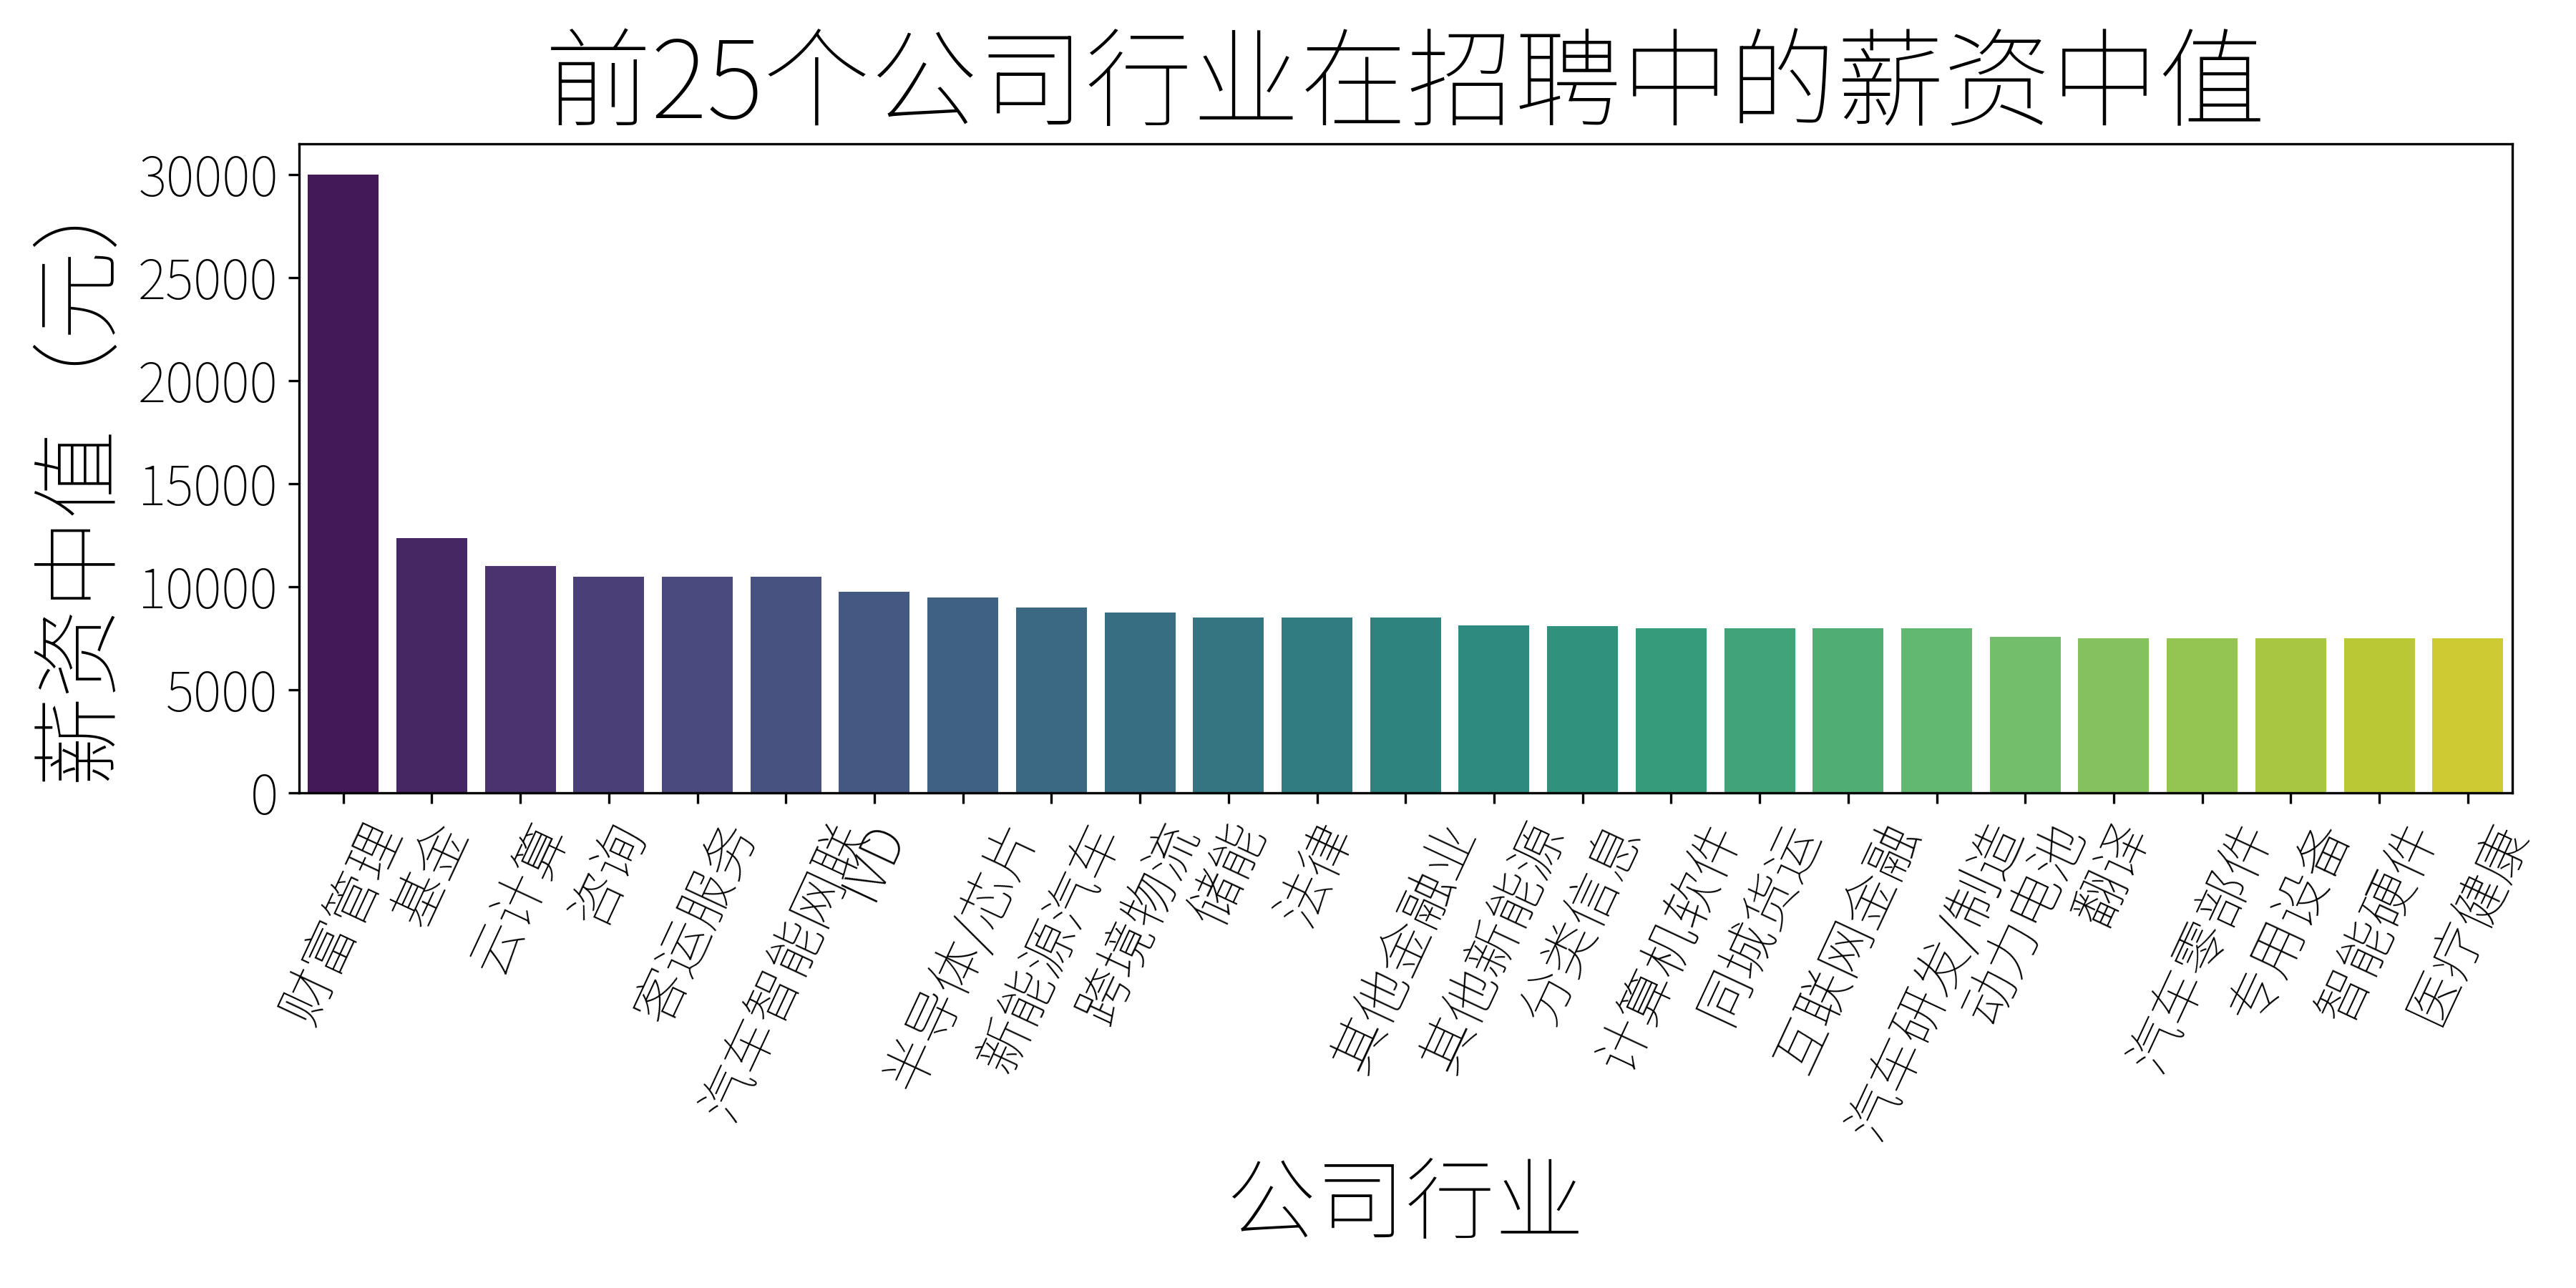 前25个公司行业在招聘中的薪资中值
薪资中值（元）
30000
25000
20000
15000
10000
5000
0
财富管理
基金
云计算
咨询
客运服务
汽车智能网联
IVD
半导体/芯片
新能源汽车
跨境物流
储能
法律
其他金融业
其他新能源
分类信息
计算机软件
同城货运
互联网金融
汽车研发/制造
动力电池
翻译
汽车零部件
专用设备
智能硬件
医疗健康
公司行业